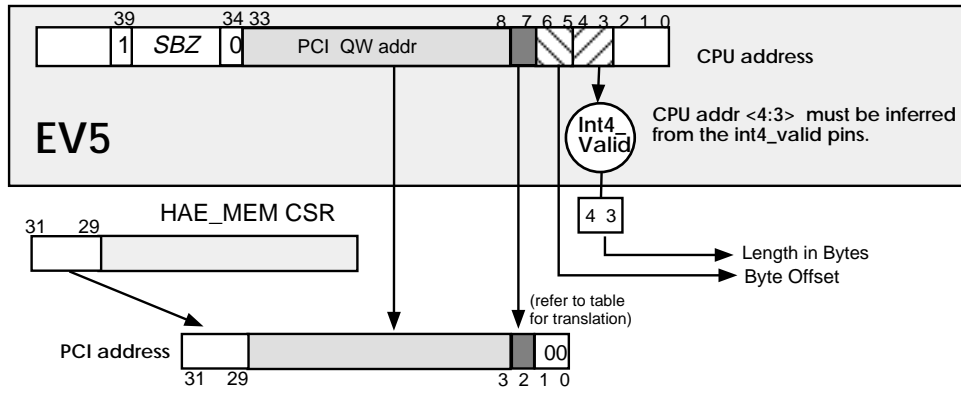 39 34 33 8 7 6 5 4 3 2 1 0
1 SBZ 0 PCI QW addr
CPU address
EV5
Int4_
Valid
CPU addr <4:3> must be inferred
from the int4_valid pins.
4 3
HAE_MEM CSR
31 29
Length in Bytes
Byte Offset
(refer to table
for translation)
PCI address
00
31 29 3 2 1 0